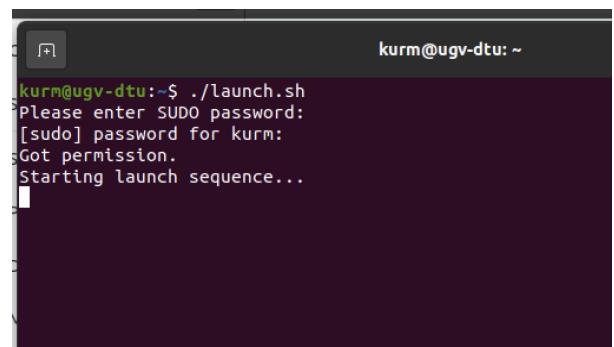 kurm@ugv-dtu: ~
kurm@ugv-dtu:~$ ./launch.sh
Please enter SUDO password:
[sudo] password for kurm:
Got permission.
Starting launch sequence...